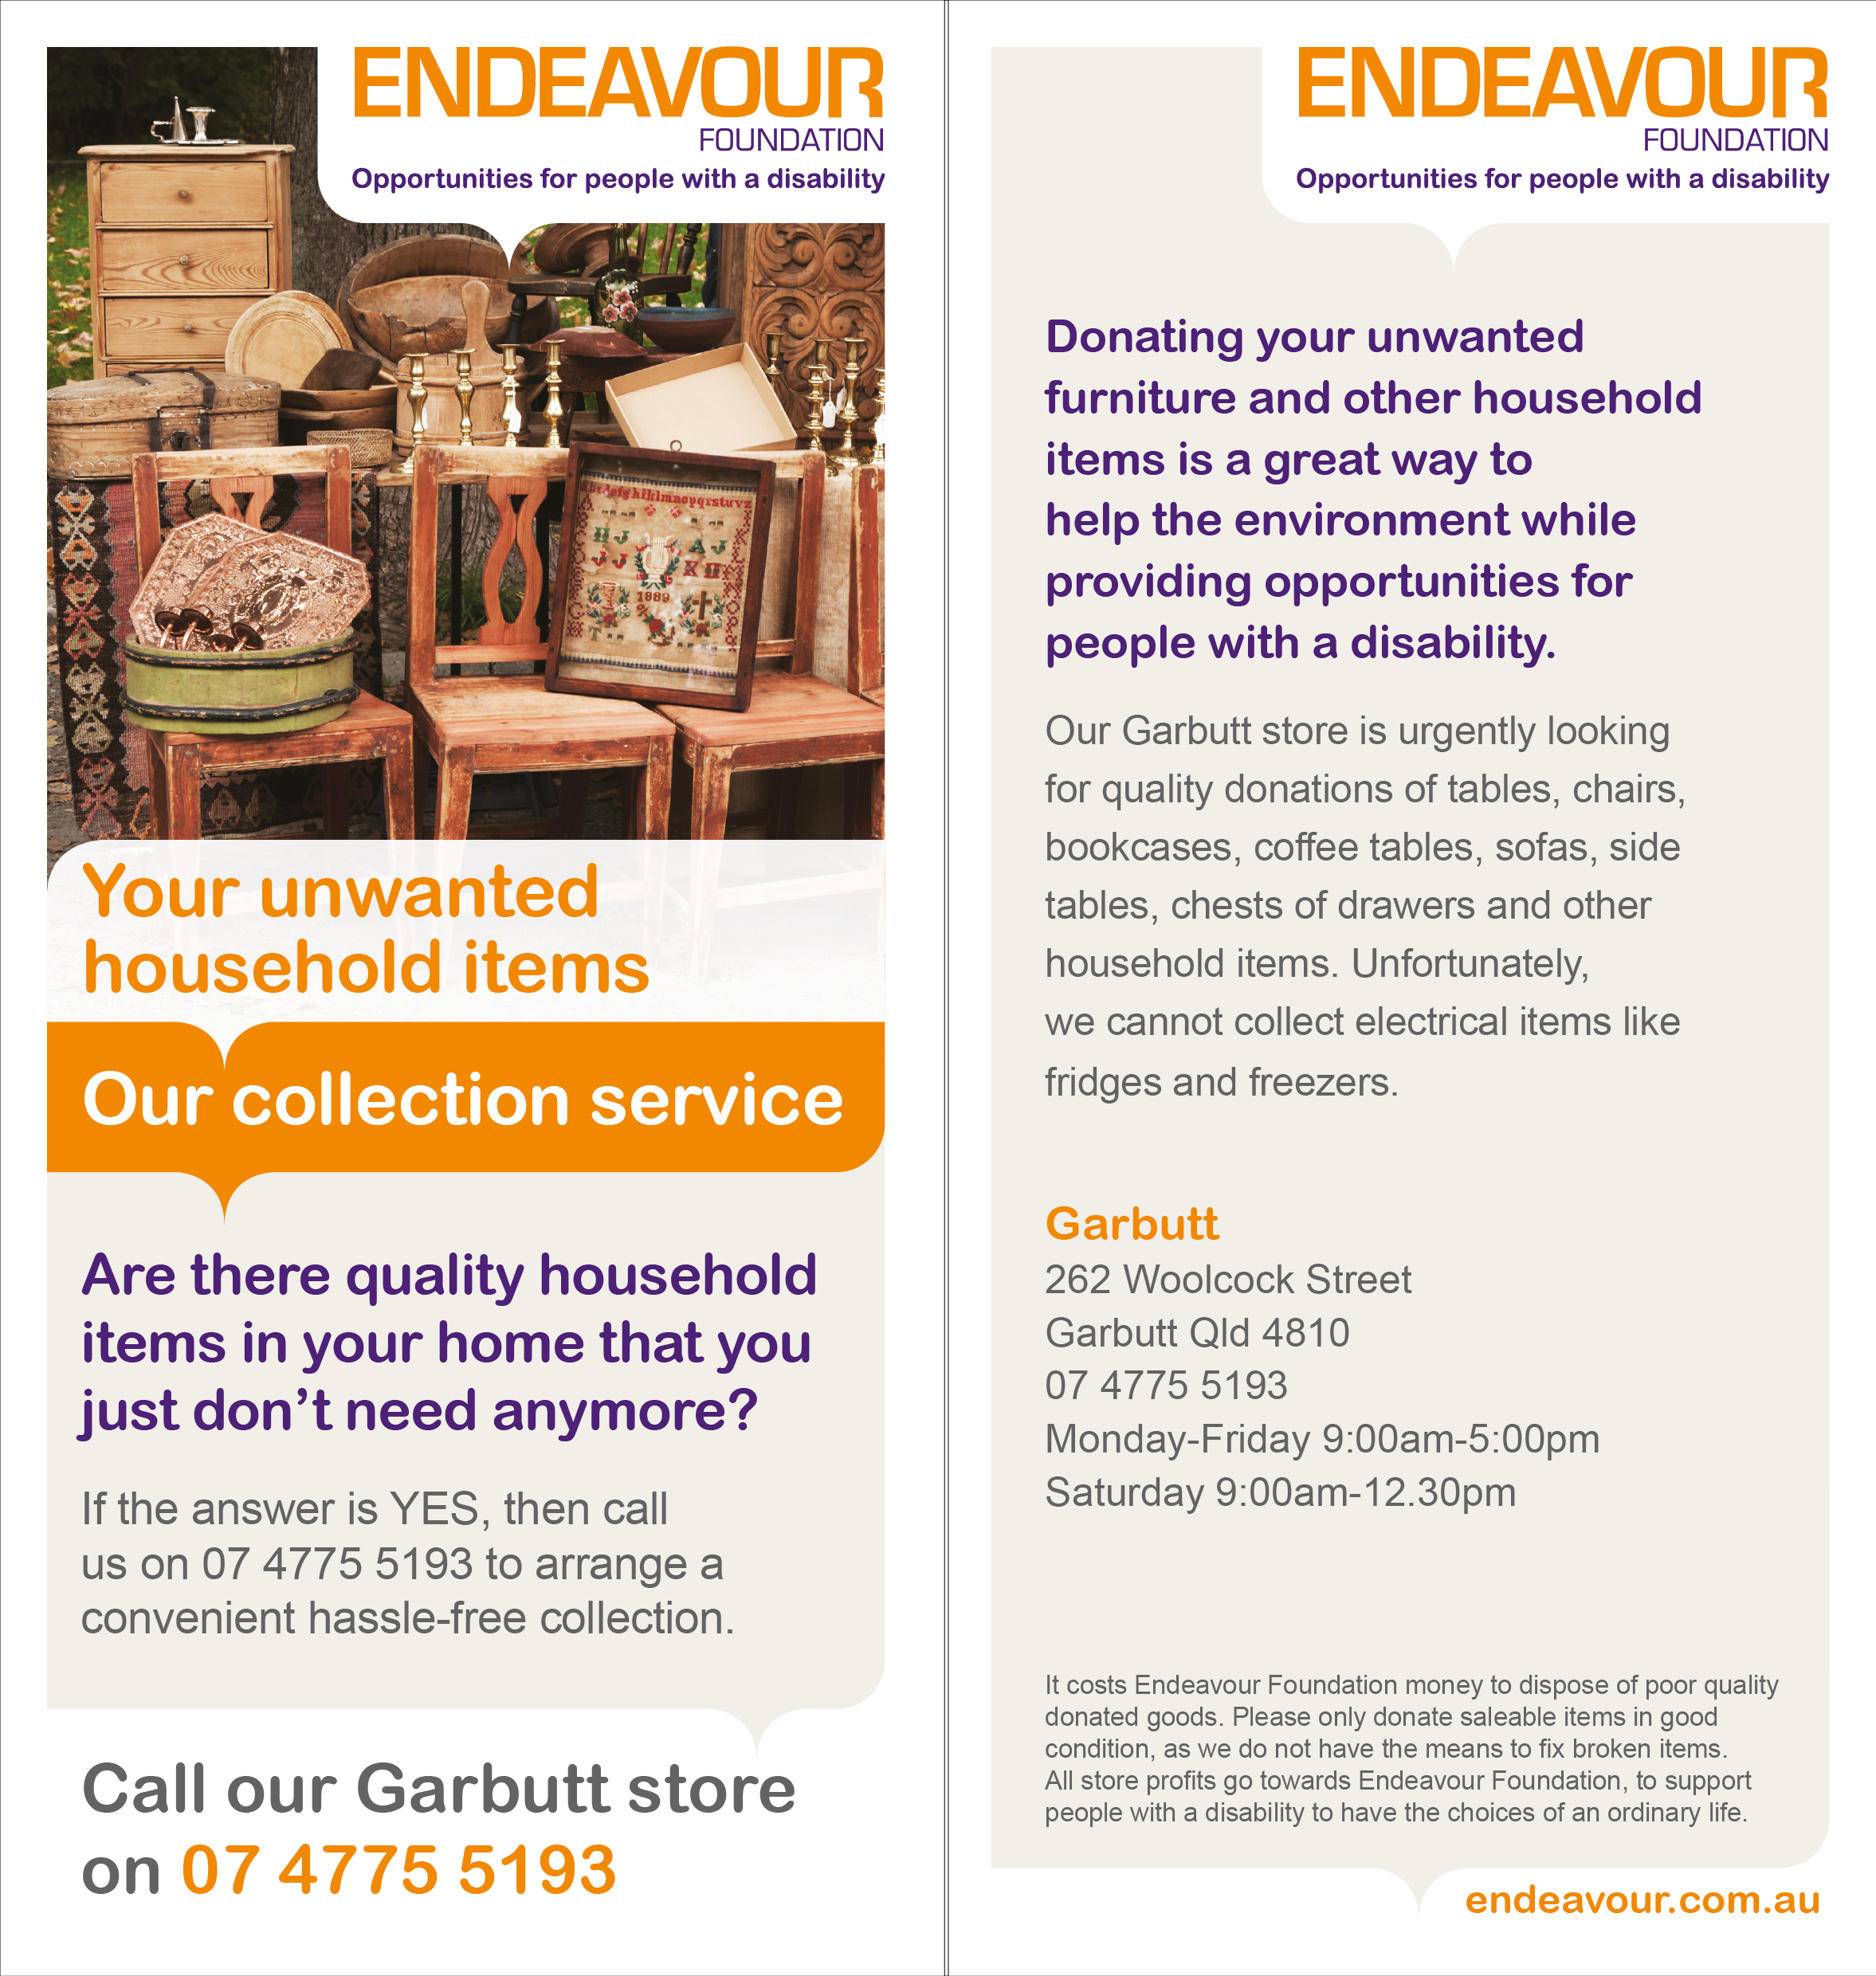 ENDEAVOUR
FOUNDATION
Opportunities for people with a disability
1889
Your unwanted
household items
Our collection service
Are there quality household
items in your home that you
just don’t need anymore?
If the answer is YES, then call
us on 07 4775 5193 to arrange a
convenient hassle-free collection.
Call our Garbutt store
on 07 4775 5193
ENDEAVOUR
FOUNDATION
Opportunities for people with a disability
Donating your unwanted
furniture and other household
items is a great way to
help the environment while
providing opportunities for
people with a disability.
Our Garbutt store is urgently looking
for quality donations of tables, chairs,
bookcases, coffee tables, sofas, side
tables, chests of drawers and other
household items. Unfortunately,
we cannot collect electrical items like
fridges and freezers.
Garbutt
262 Woolcock Street
Garbutt Qld 4810
07 4775 5193
Monday-Friday 9:00am-5:00pm
Saturday 9:00am-12.30pm
It costs Endeavour Foundation money to dispose of poor quality
donated goods. Please only donate saleable items in good
condition, as we do not have the means to fix broken items.
All store profits go towards Endeavour Foundation, to support
people with a disability to have the choices of an ordinary life.
endeavour.com.au